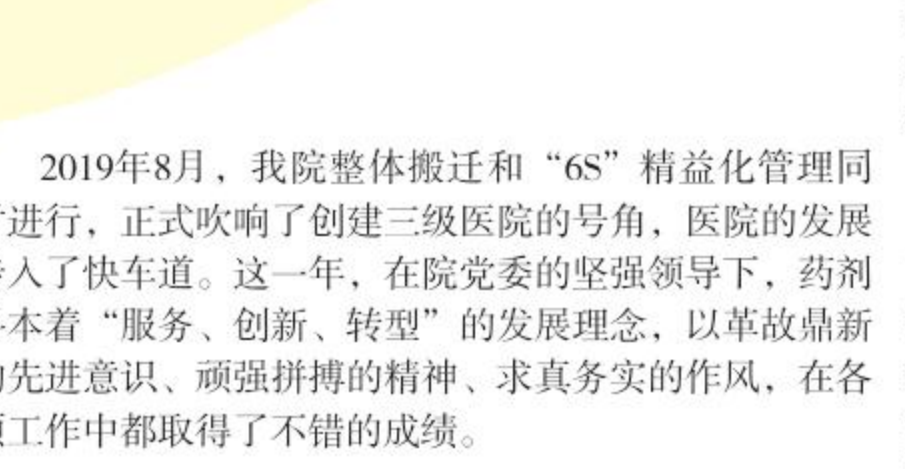 2019年8月，我院整体搬迁和“6S”精益化管理同
进行，正式吹响了创建三级医院的号角，医院的发展
入了快车道。这一年，在院党委的坚强领导下，药剂
本着“服务、创新、转型”的发展理念，以革故鼎新
先进意识、顽强拼搏的精神、求真务实的作风，在各
工作中都取得了不错的成绩。